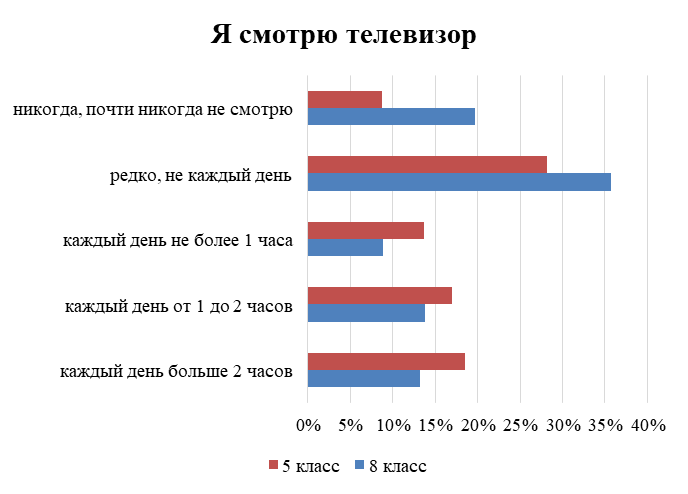 Я смотрю телевизор
никогда, почти никогда не смотрю
редко, не каждый день
каждый день не более 1 часа
каждый день от 1 до 2 часов
каждый день больше 2 часов
0% 5% 10% 15% 20% 25% 30% 35% 40%
5 класс 8 класс